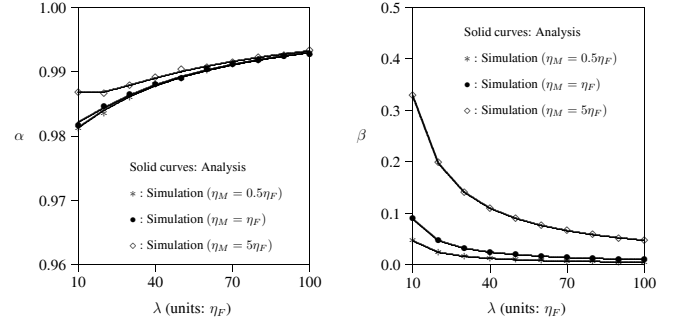 1.00
0.99
α 0.98
0.97
0.96
Solid curves: Analysis
* : Simulation (η_M = 0.5η_F)
● : Simulation (η_M = η_F)
◇ : Simulation (η_M = 5η_F)
10 40 70 100
λ (units: η_F)
0.5
0.4
0.3
β
0.2
0.1
0.0
Solid curves: Analysis
* : Simulation (η_M = 0.5η_F)
● : Simulation (η_M = η_F)
◇ : Simulation (η_M = 5η_F)
10 40 70 100
λ (units: η_F)